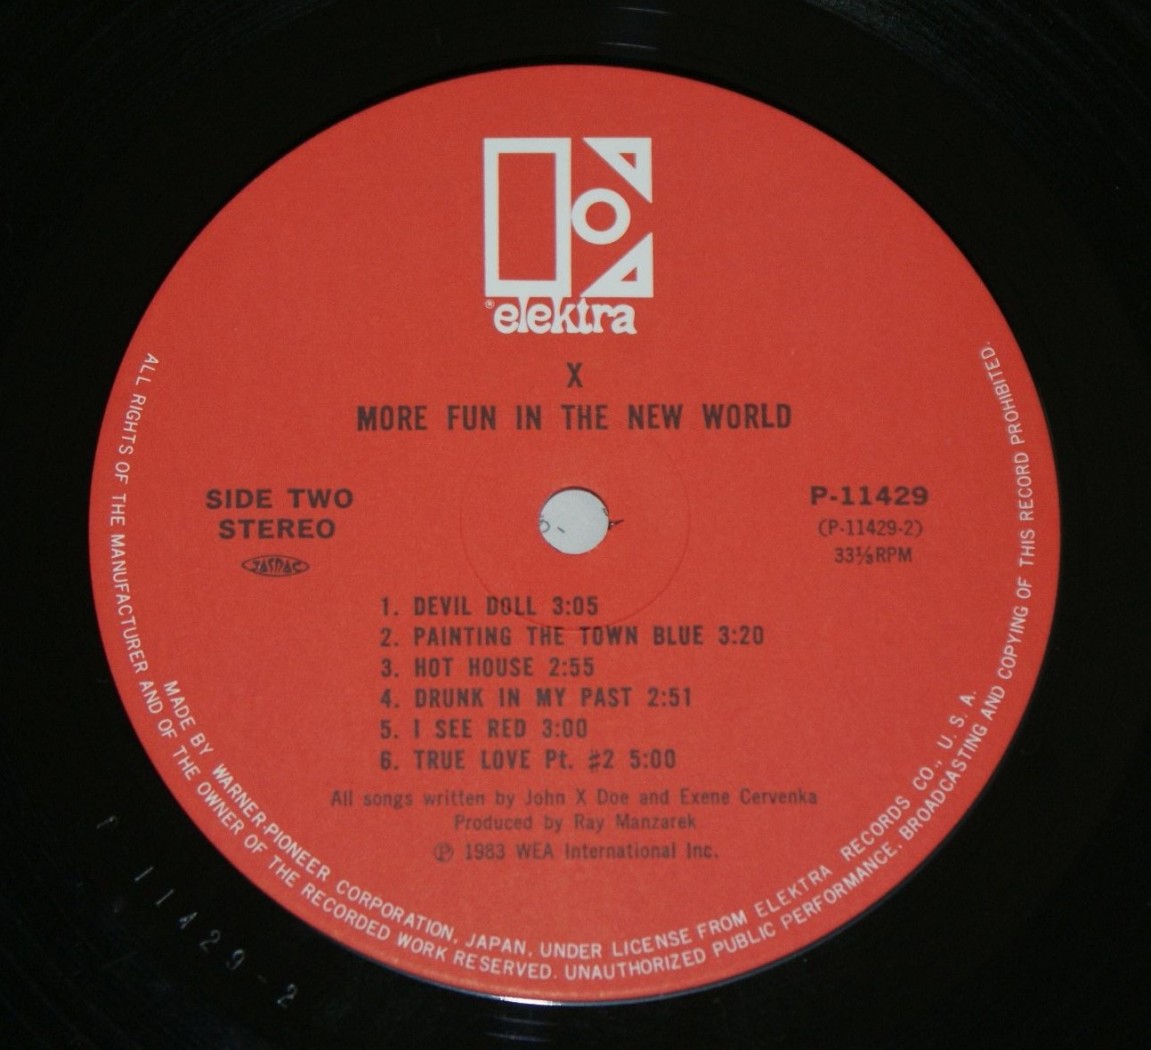 ®elektra
X
MORE FUN IN THE NEW WORLD
SIDE TWO
STEREO
JASRAC
P-11429
(P-11429-2)
33⅓RPM
1. DEVIL DOLL 3:05
2. PAINTING THE TOWN BLUE 3:20
3. HOT HOUSE 2:55
4. DRUNK IN MY PAST 2:51
5. I SEE RED 3:00
6. TRUE LOVE Pt. #2 5:00
All songs written by John X Doe and Exene Cervenka
Produced by Ray Manzarek
℗ 1983 WEA International Inc.
MADE BY WARNER-PIONEER CORPORATION, JAPAN, UNDER LICENSE FROM ELEKTRA RECORDS CO., U. S. A.
ALL RIGHTS OF THE MANUFACTURER AND OF THE OWNER OF THE RECORDED WORK RESERVED. UNAUTHORIZED PUBLIC PERFORMANCE, BROADCASTING AND COPYING OF THIS RECORD PROHIBITED.
P 11429-2